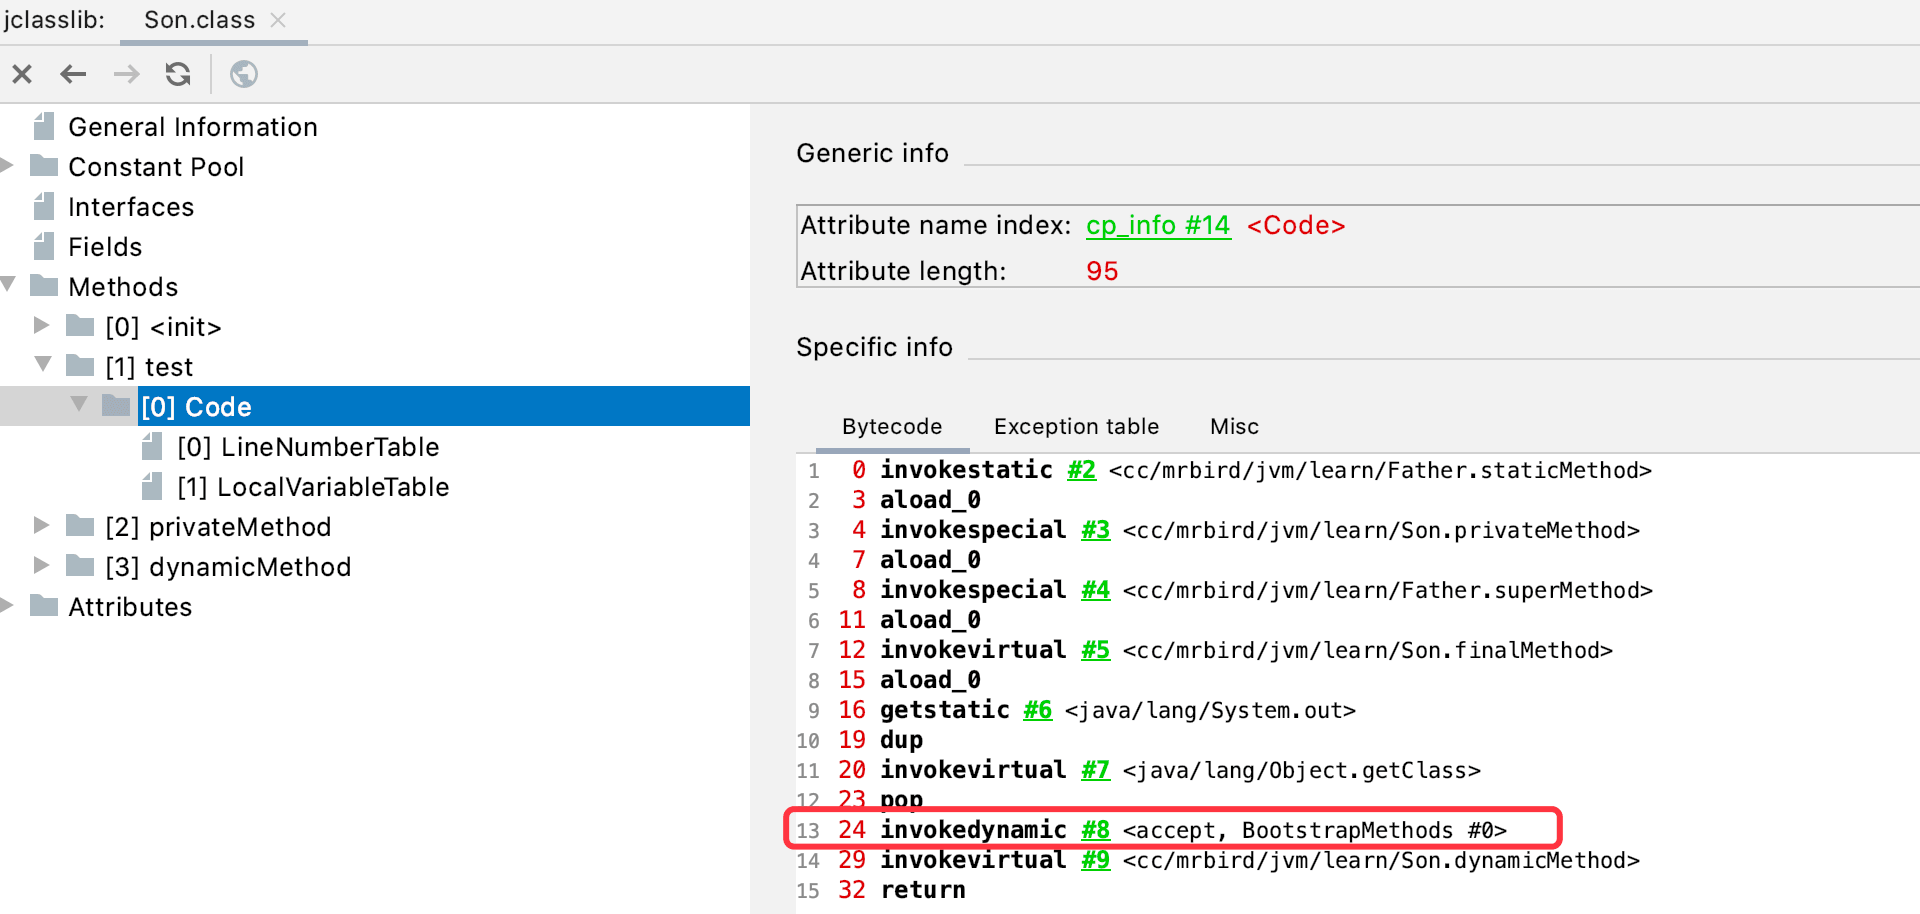 jclasslib: Son.class
General Information
Constant Pool
Interfaces
Fields
Methods
[0] <init>
[1] test
[0] Code
[0] LineNumberTable
[1] LocalVariableTable
[2] privateMethod
[3] dynamicMethod
Attributes
Generic info
Attribute name index: cp_info #14 <Code>
Attribute length: 95
Specific info
Bytecode Exception table Misc
1 0 invokestatic #2 <cc/mrbird/jvm/learn/Father.staticMethod>
2 3 aload_0
3 4 invokespecial #3 <cc/mrbird/jvm/learn/Son.privateMethod>
4 7 aload_0
5 8 invokespecial #4 <cc/mrbird/jvm/learn/Father.superMethod>
6 11 aload_0
7 12 invokevirtual #5 <cc/mrbird/jvm/learn/Son.finalMethod>
8 15 aload_0
9 16 getstatic #6 <java/lang/System.out>
10 19 dup
11 20 invokevirtual #7 <java/lang/Object.getClass>
12 23 pop
13 24 invokedynamic #8 <accept, BootstrapMethods #0>
14 29 invokevirtual #9 <cc/mrbird/jvm/learn/Son.dynamicMethod>
15 32 return